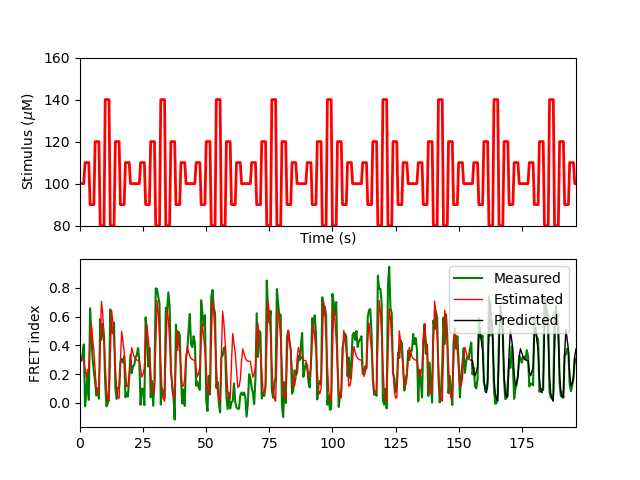 160
140
120
100
80
Stimulus (μM)
Time (s)
0.8
0.6
0.4
0.2
0.0
FRET index
Measured
Estimated
Predicted
0 25 50 75 100 125 150 175